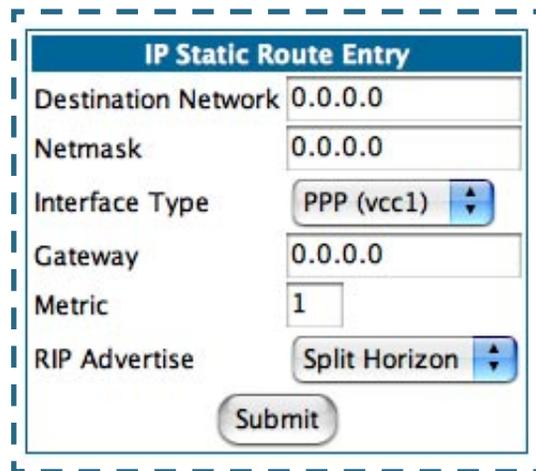 IP Static Route Entry
Destination Network 0.0.0.0
Netmask 0.0.0.0
Interface Type PPP (vcc1)
Gateway 0.0.0.0
Metric 1
RIP Advertise Split Horizon
Submit